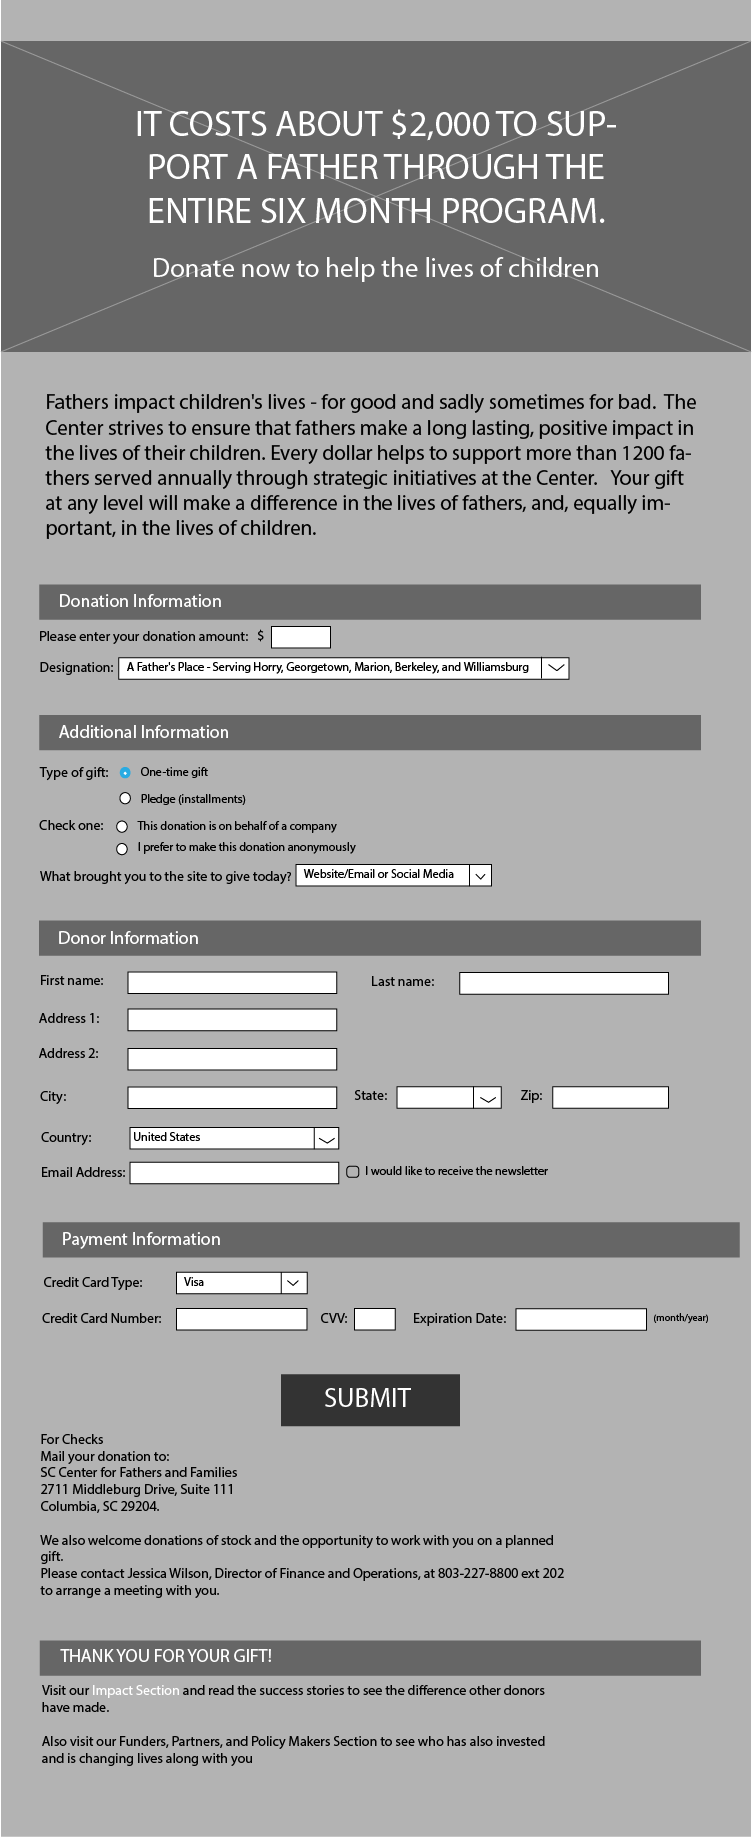 IT COSTS ABOUT $2,000 TO SUP-
PORT A FATHER THROUGH THE
ENTIRE SIX MONTH PROGRAM.
Donate now to help the lives of children
Fathers impact children's lives - for good and sadly sometimes for bad. The
Center strives to ensure that fathers make a long lasting, positive impact in
the lives of their children. Every dollar helps to support more than 1200 fa-
thers served annually through strategic initiatives at the Center. Your gift
at any level will make a difference in the lives of fathers, and, equally im-
portant, in the lives of children.
Donation Information
Please enter your donation amount: $
Designation: A Father's Place - Serving Horry, Georgetown, Marion, Berkeley, and Williamsburg
Additional Information
Type of gift: One-time gift
Pledge (installments)
Check one: This donation is on behalf of a company
I prefer to make this donation anonymously
What brought you to the site to give today? Website/Email or Social Media
Donor Information
First name: Last name:
Address 1:
Address 2:
City: State: Zip:
Country: United States
Email Address: I would like to receive the newsletter
Payment Information
Credit Card Type: Visa
Credit Card Number: CVV: Expiration Date: (month/year)
SUBMIT
For Checks
Mail your donation to:
SC Center for Fathers and Families
2711 Middleburg Drive, Suite 111
Columbia, SC 29204.
We also welcome donations of stock and the opportunity to work with you on a planned
gift.
Please contact Jessica Wilson, Director of Finance and Operations, at 803-227-8800 ext 202
to arrange a meeting with you.
THANK YOU FOR YOUR GIFT!
Visit our Impact Section and read the success stories to see the difference other donors
have made.
Also visit our Funders, Partners, and Policy Makers Section to see who has also invested
and is changing lives along with you